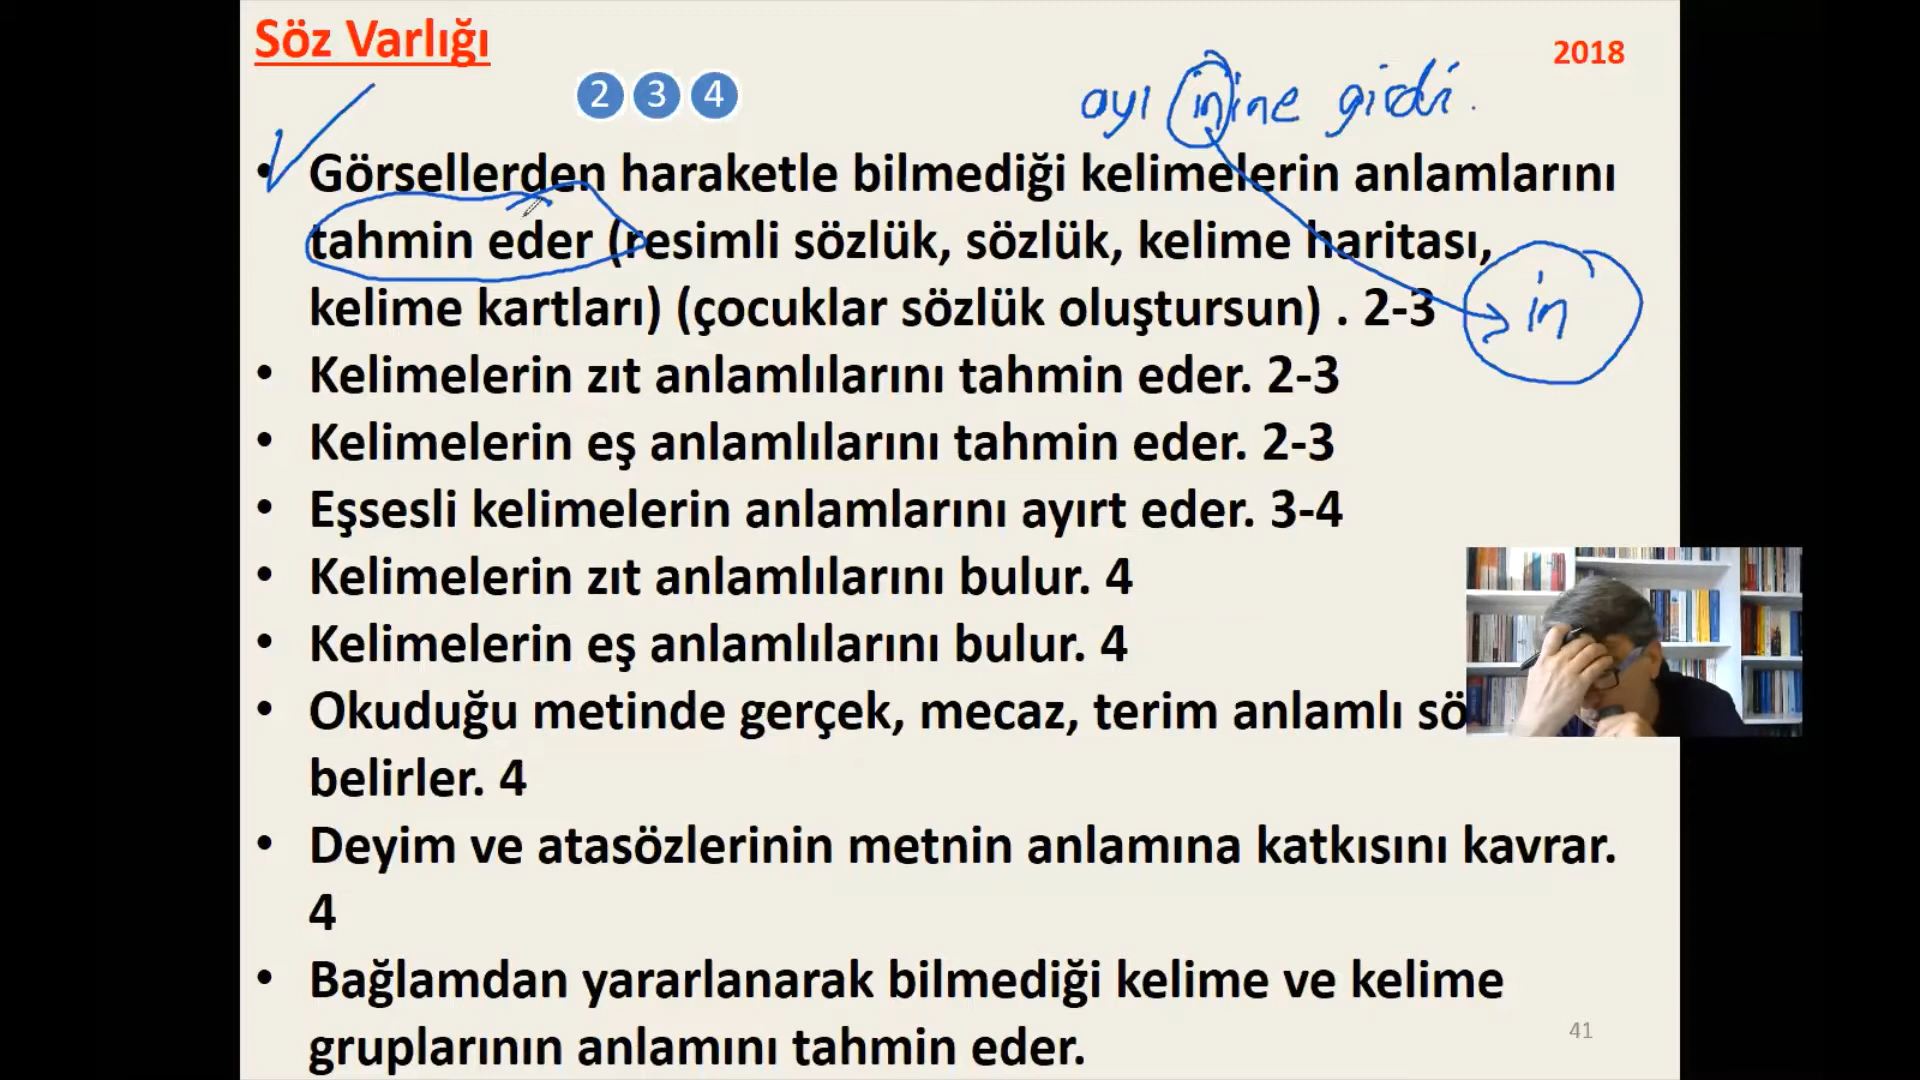 Söz Varlığı
2018
2 3 4
ayı inine girdi.
• Görsellerden haraketle bilmediği kelimelerin anlamlarını
tahmin eder (resimli sözlük, sözlük, kelime haritası,
kelime kartları) (çocuklar sözlük oluştursun) . 2-3
in
• Kelimelerin zıt anlamlılarını tahmin eder. 2-3
• Kelimelerin eş anlamlılarını tahmin eder. 2-3
• Eşsesli kelimelerin anlamlarını ayırt eder. 3-4
• Kelimelerin zıt anlamlılarını bulur. 4
• Kelimelerin eş anlamlılarını bulur. 4
• Okuduğu metinde gerçek, mecaz, terim anlamlı sö
belirler. 4
• Deyim ve atasözlerinin metnin anlamına katkısını kavrar.
4
• Bağlamdan yararlanarak bilmediği kelime ve kelime
gruplarının anlamını tahmin eder.
41